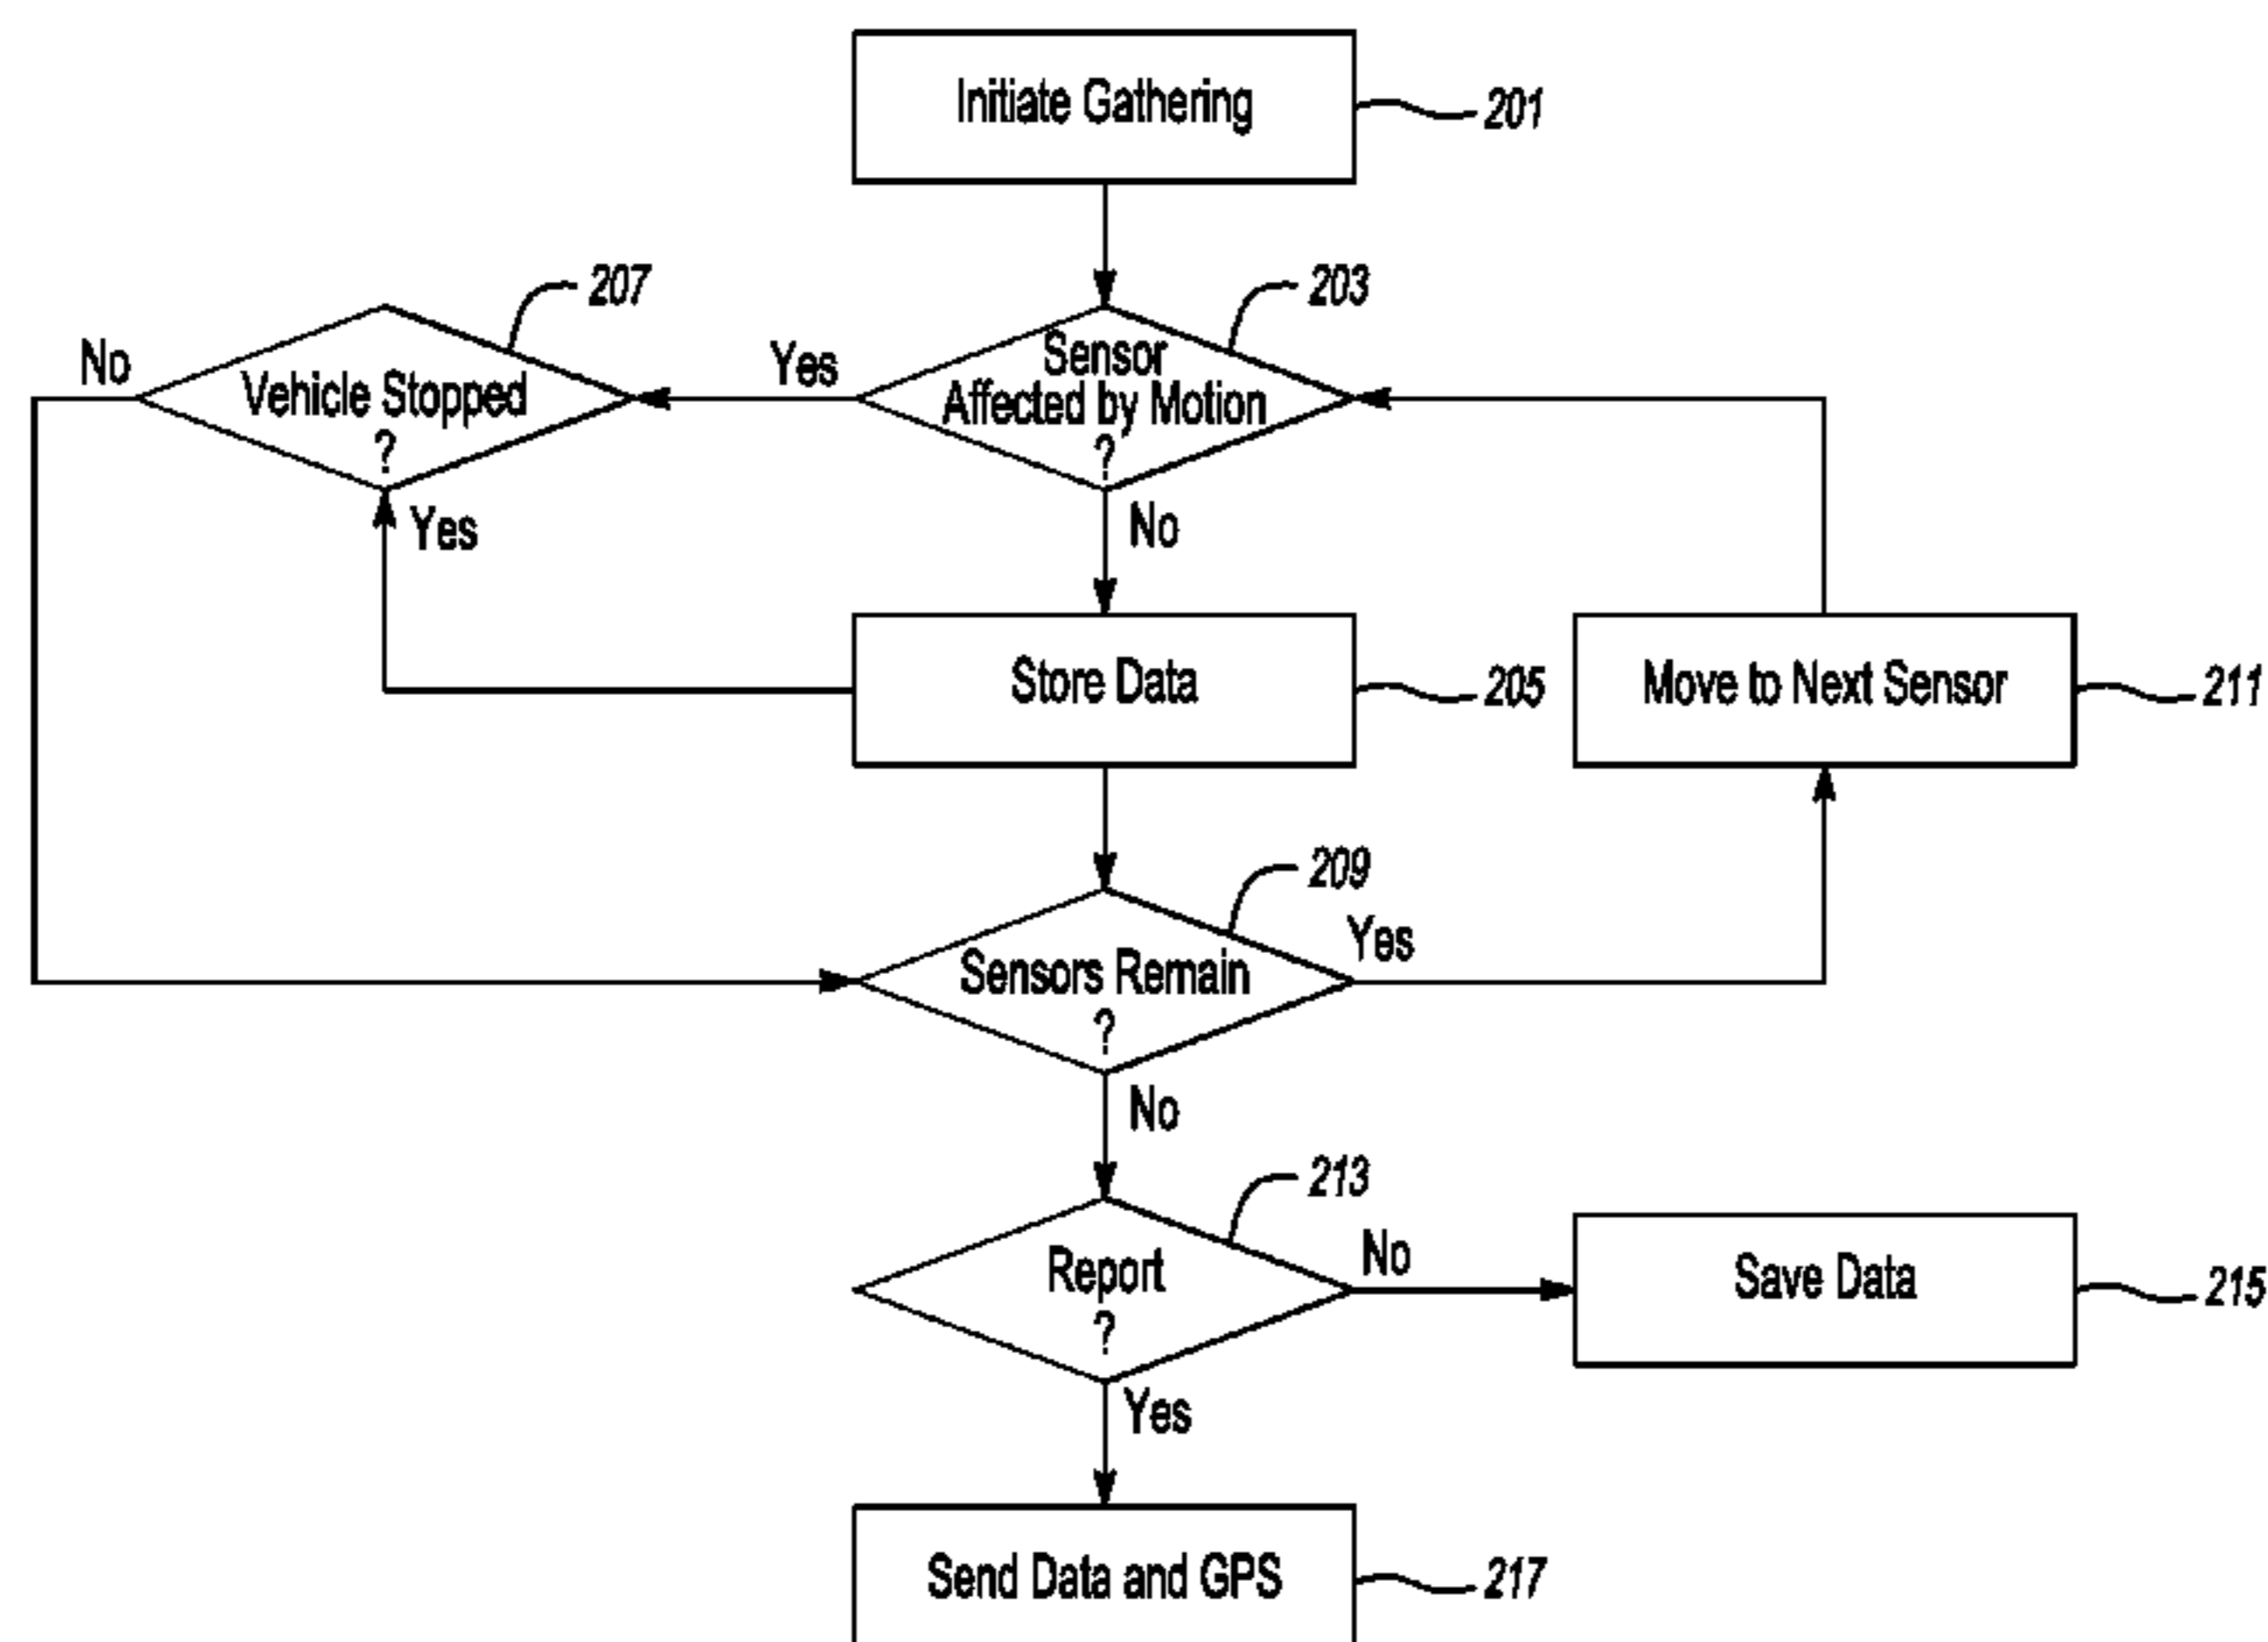 Initiate Gathering
201
207
203
No
Vehicle Stopped
?
Yes
Sensor
Affected by Motion
?
Yes
No
Store Data
205
Move to Next Sensor
211
209
Sensors Remain
?
Yes
No
213
Report
?
No
Save Data
215
Yes
Send Data and GPS
217